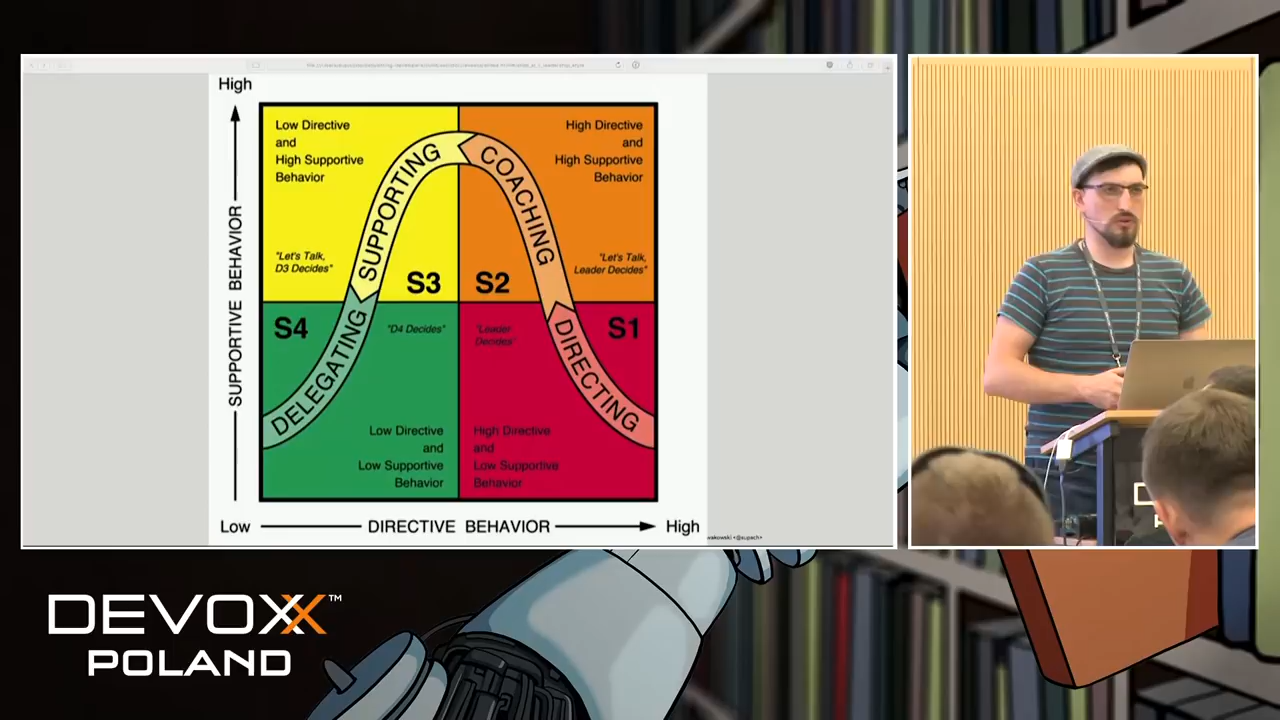 High
Low Directive
and
High Supportive
Behavior
High Directive
and
High Supportive
Behavior
SUPPORTING
COACHING
"Let's Talk,
D3 Decides"
"Let's Talk,
Leader Decides"
S3
S2
S4
S1
"D4 Decides"
"Leader
Decides"
DELEGATING
DIRECTING
Low Directive
and
Low Supportive
Behavior
High Directive
and
Low Supportive
Behavior
SUPPORTIVE BEHAVIOR
Low
DIRECTIVE BEHAVIOR
High
DEVOXX™
POLAND